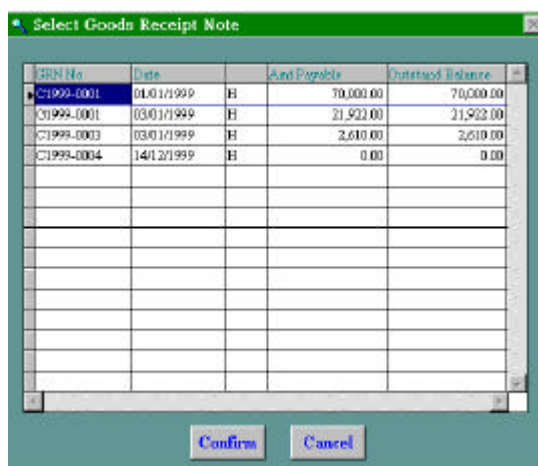 Select Goods Receipt Note
GRN No Date Amt Payable Outstand Balance
C1999-0001 01/01/1999 H 70,000.00 70,000.00
O1999-0001 03/01/1999 H 21,922.00 21,922.00
C1999-0003 03/01/1999 H 2,610.00 2,610.00
C1999-0004 14/12/1999 H 0.00 0.00
Confirm Cancel